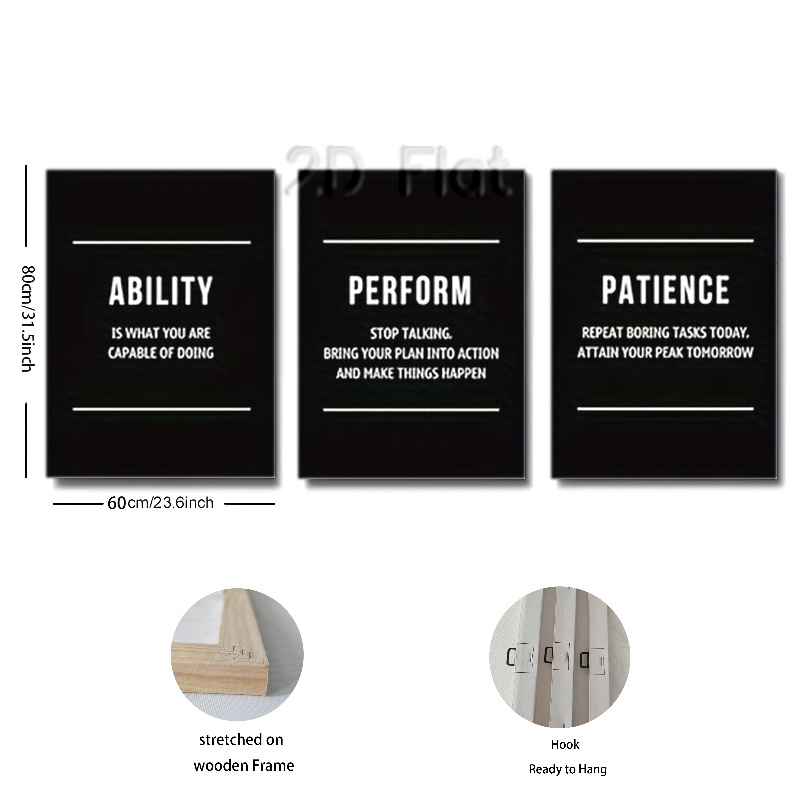 2.D Flat
ABILITY
IS WHAT YOU ARE
CAPABLE OF DOING
PERFORM
STOP TALKING.
BRING YOUR PLAN INTO ACTION
AND MAKE THINGS HAPPEN
PATIENCE
REPEAT BORING TASKS TODAY,
ATTAIN YOUR PEAK TOMORROW
80cm/31.5inch
60cm/23.6inch
stretched on
wooden Frame
Hook
Ready to Hang